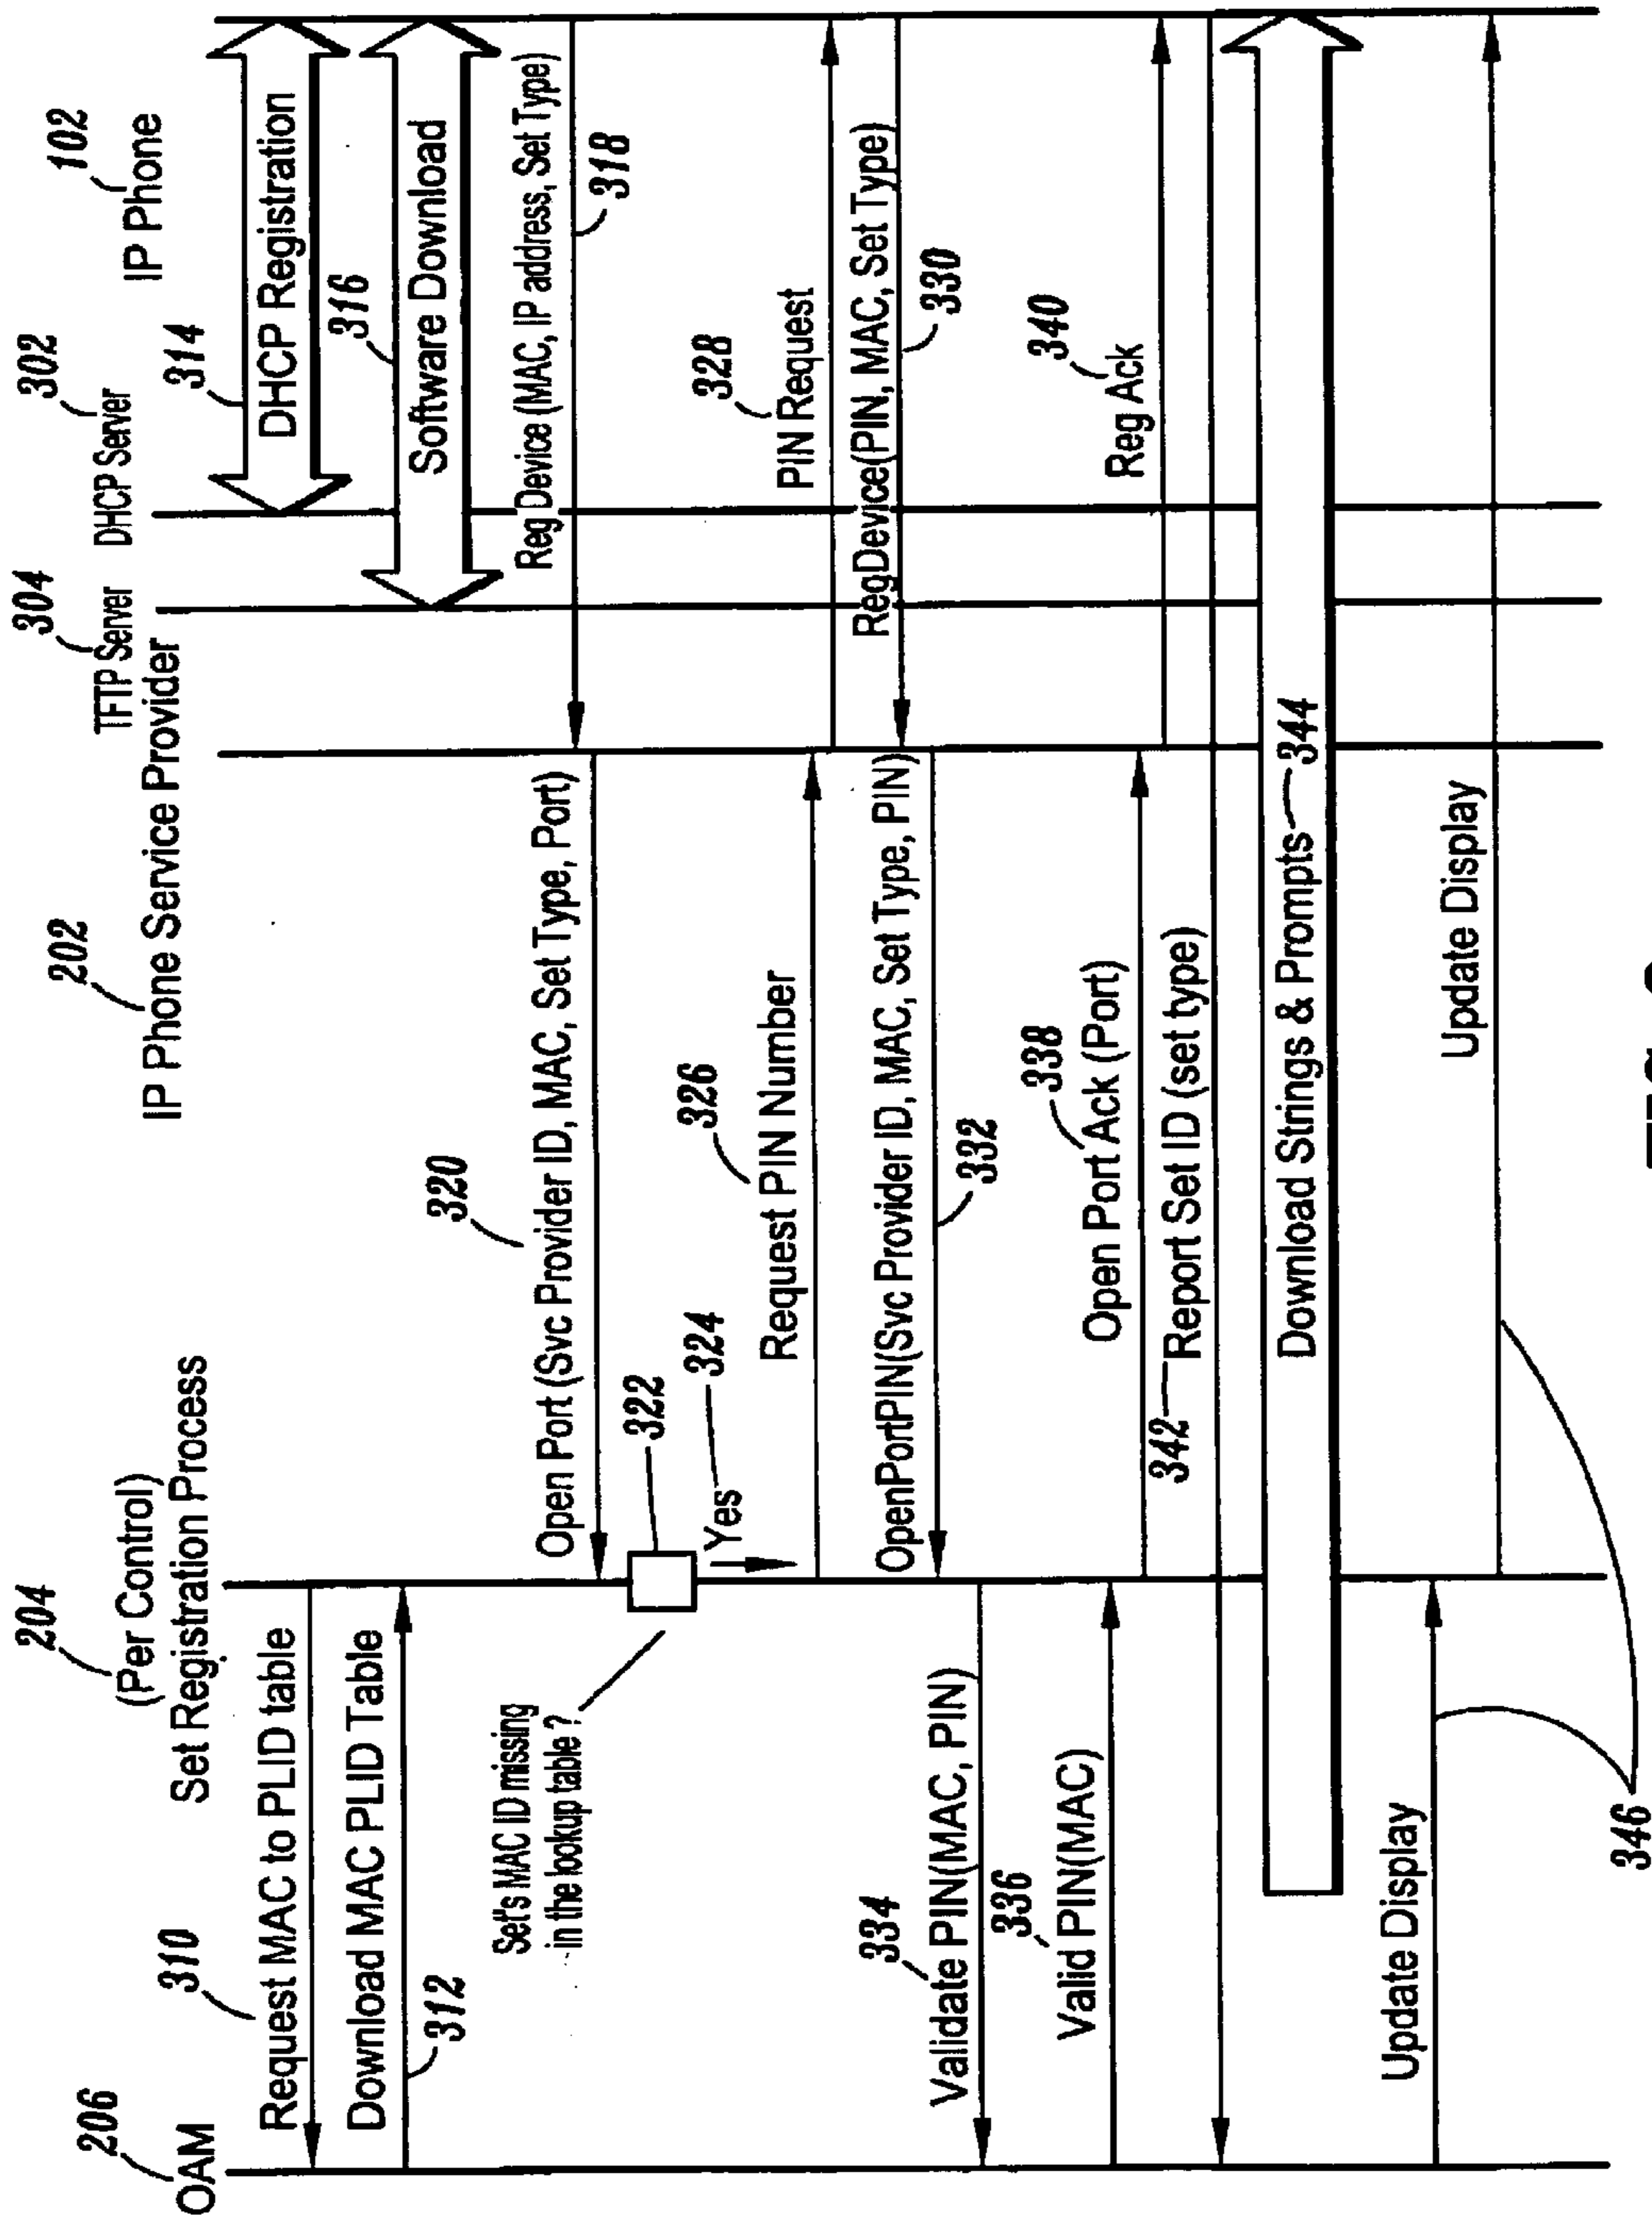 206
OAM
204
(Per Control)
Set Registration Process
202
IP Phone Service Provider
304
TFTP Server
302
DHCP Server
102
IP Phone
310
Request MAC to PLID table
314
DHCP Registration
Download MAC PLID Table
312
316
Software Download
Reg Device (MAC, IP address, Set Type)
318
320
Open Port (Svc Provider ID, MAC, Set Type, Port)
Set's MAC ID missing
in the lookup table ?
322
324
Yes
326
Request PIN Number
328
PIN Request
RegDevice(PIN, MAC, Set Type)
330
OpenPortPIN(Svc Provider ID, MAC, Set Type, PIN)
332
334
Validate PIN(MAC, PIN)
336
Valid PIN(MAC)
338
Open Port Ack (Port)
340
Reg Ack
342
Report Set ID (set type)
Download Strings & Prompts
344
Update Display
Update Display
346